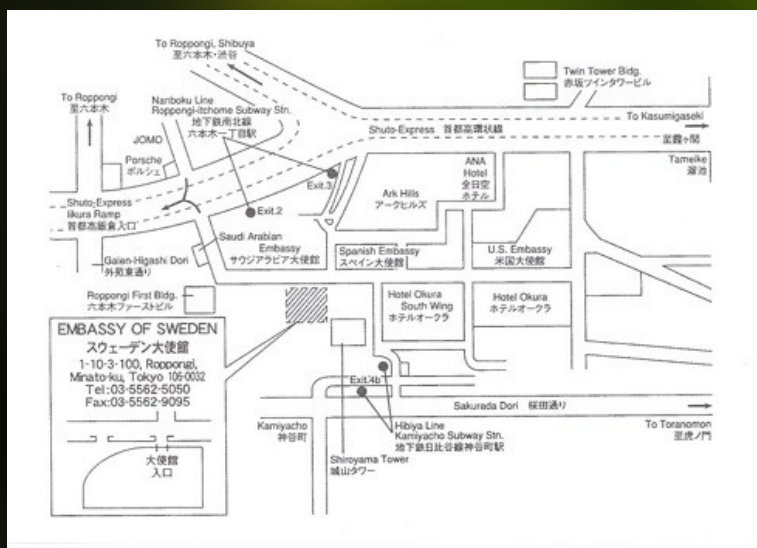 To Roppongi, Shibuya
至六本木・渋谷
Twin Tower Bldg.
赤坂ツインタワービル
To Roppongi
至六本木
Nanboku Line
Roppongi-itchome Subway Stn.
地下鉄南北線
六本木一丁目駅
To Kasumigaseki
至霞ヶ関
Shuto-Express 首都高環状線
JOMO
Porsche
ポルシェ
Tameike
溜池
ANA
Hotel
全日空
ホテル
Exit.3
Ark Hills
アークヒルズ
Shuto-Express
Iikura Ramp
首都高飯倉入口
Exit.2
Saudi Arabian
Embassy
サウジアラビア大使館
Spanish Embassy
スペイン大使館
U.S. Embassy
米国大使館
Gaien-Higashi Dori
外苑東通り
Roppongi First Bldg.
六本木ファーストビル
Hotel Okura
South Wing
ホテルオークラ
Hotel Okura
ホテルオークラ
EMBASSY OF SWEDEN
スウェーデン大使館
1-10-3-100, Roppongi,
Minato-ku, Tokyo 106-0032
Tel:03-5562-5050
Fax:03-5562-9095
大使館
入口
Exit.4b
Sakurada Dori 桜田通り
Kamiyacho
神谷町
Hibiya Line
Kamiyacho Subway Stn.
地下鉄日比谷線神谷町駅
To Toranomon
至虎ノ門
Shiroyama Tower
城山タワー